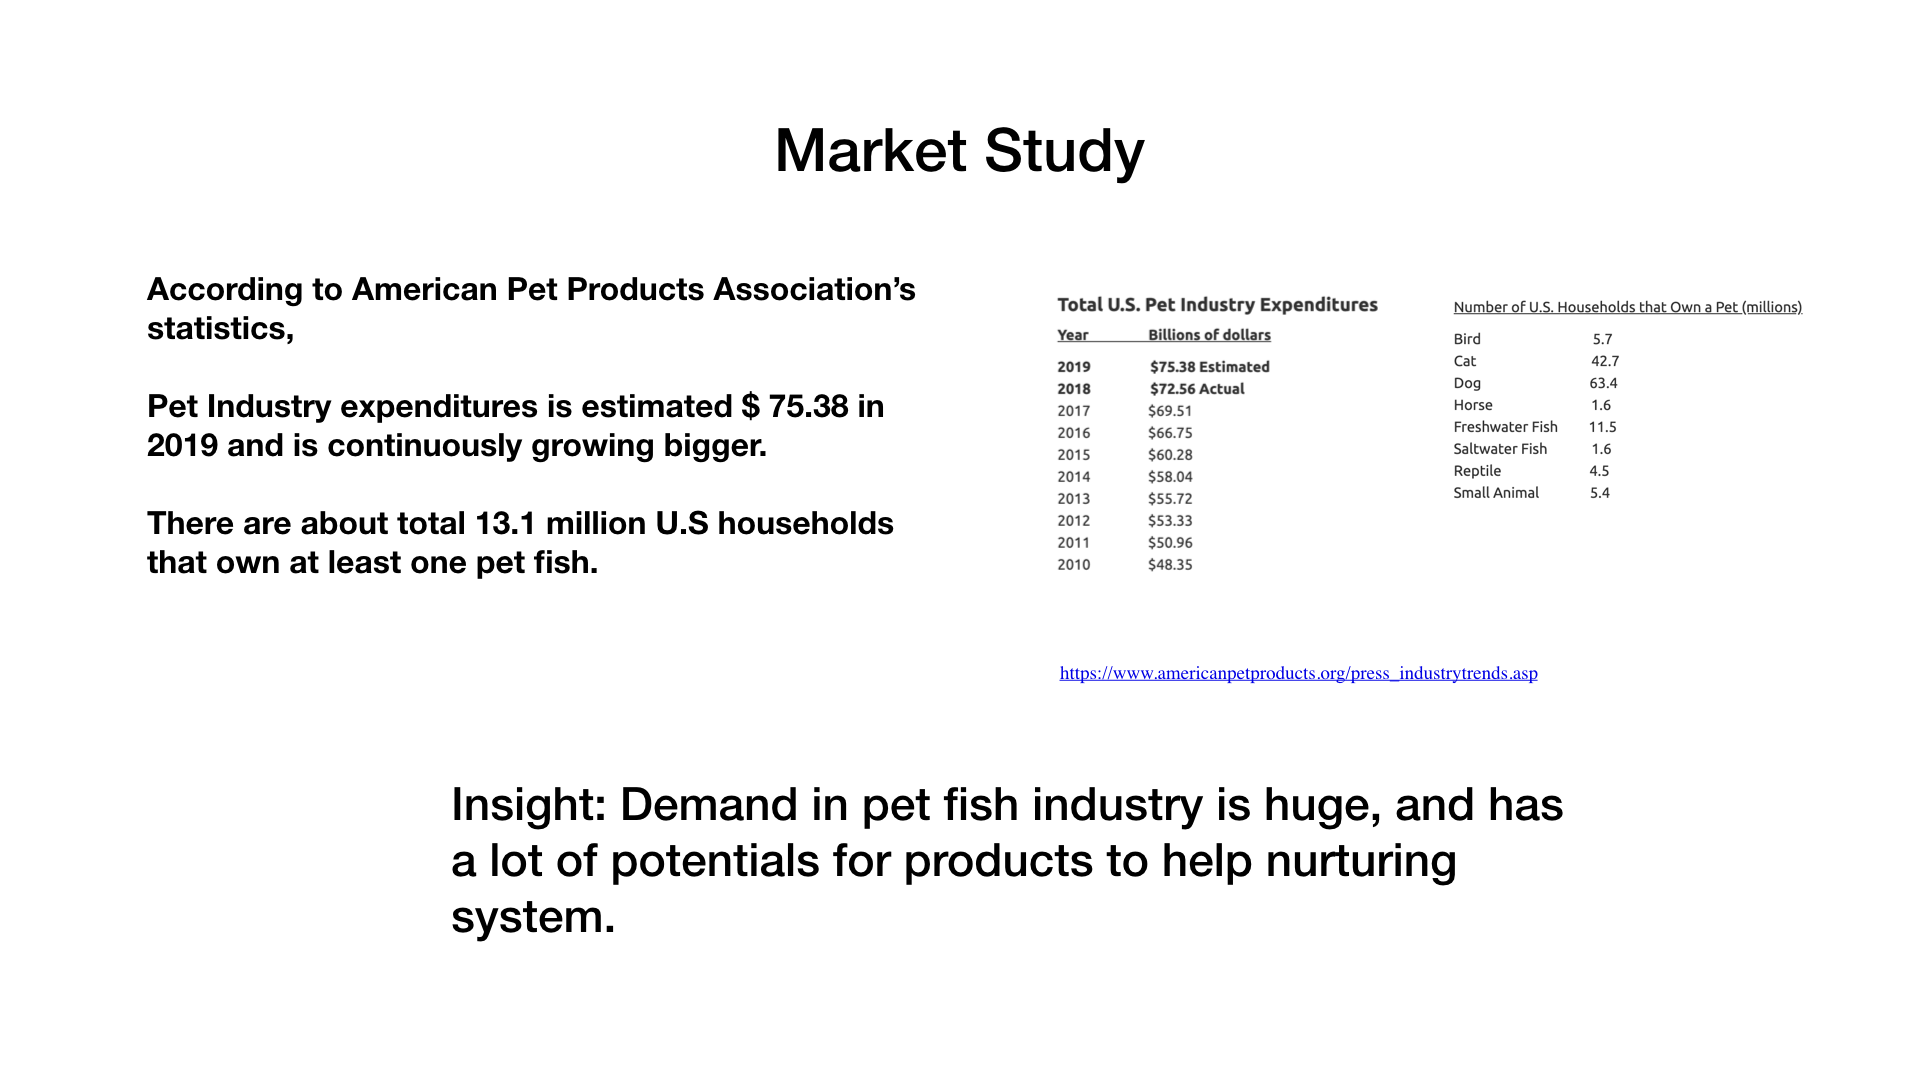 Market Study
According to American Pet Products Association’s
statistics,
Pet Industry expenditures is estimated $ 75.38 in
2019 and is continuously growing bigger.
There are about total 13.1 million U.S households
that own at least one pet fish.
Total U.S. Pet Industry Expenditures
Year Billions of dollars
2019 $75.38 Estimated
2018 $72.56 Actual
2017 $69.51
2016 $66.75
2015 $60.28
2014 $58.04
2013 $55.72
2012 $53.33
2011 $50.96
2010 $48.35
Number of U.S. Households that Own a Pet (millions)
Bird 5.7
Cat 42.7
Dog 63.4
Horse 1.6
Freshwater Fish 11.5
Saltwater Fish 1.6
Reptile 4.5
Small Animal 5.4
https://www.americanpetproducts.org/press_industrytrends.asp
Insight: Demand in pet fish industry is huge, and has
a lot of potentials for products to help nurturing
system.